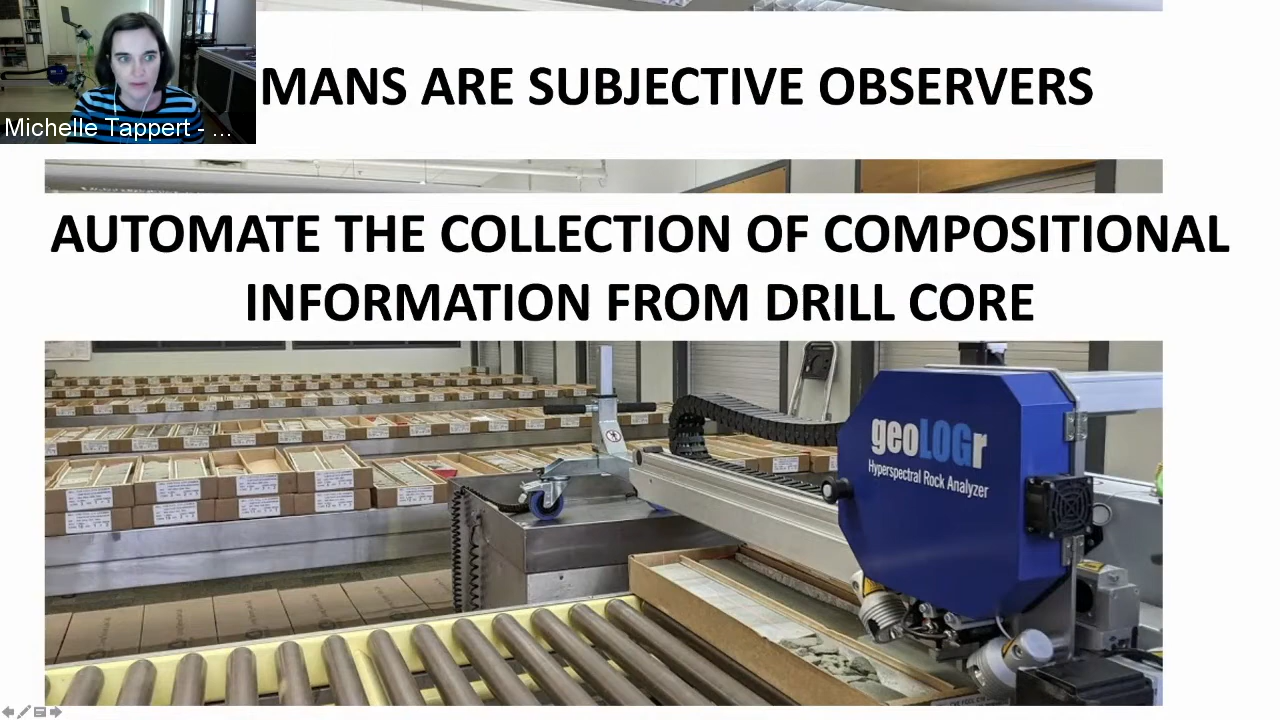 MANS ARE SUBJECTIVE OBSERVERS
Michelle Tappert - ...
AUTOMATE THE COLLECTION OF COMPOSITIONAL
INFORMATION FROM DRILL CORE
geoLOGr
Hyperspectral Rock Analyzer